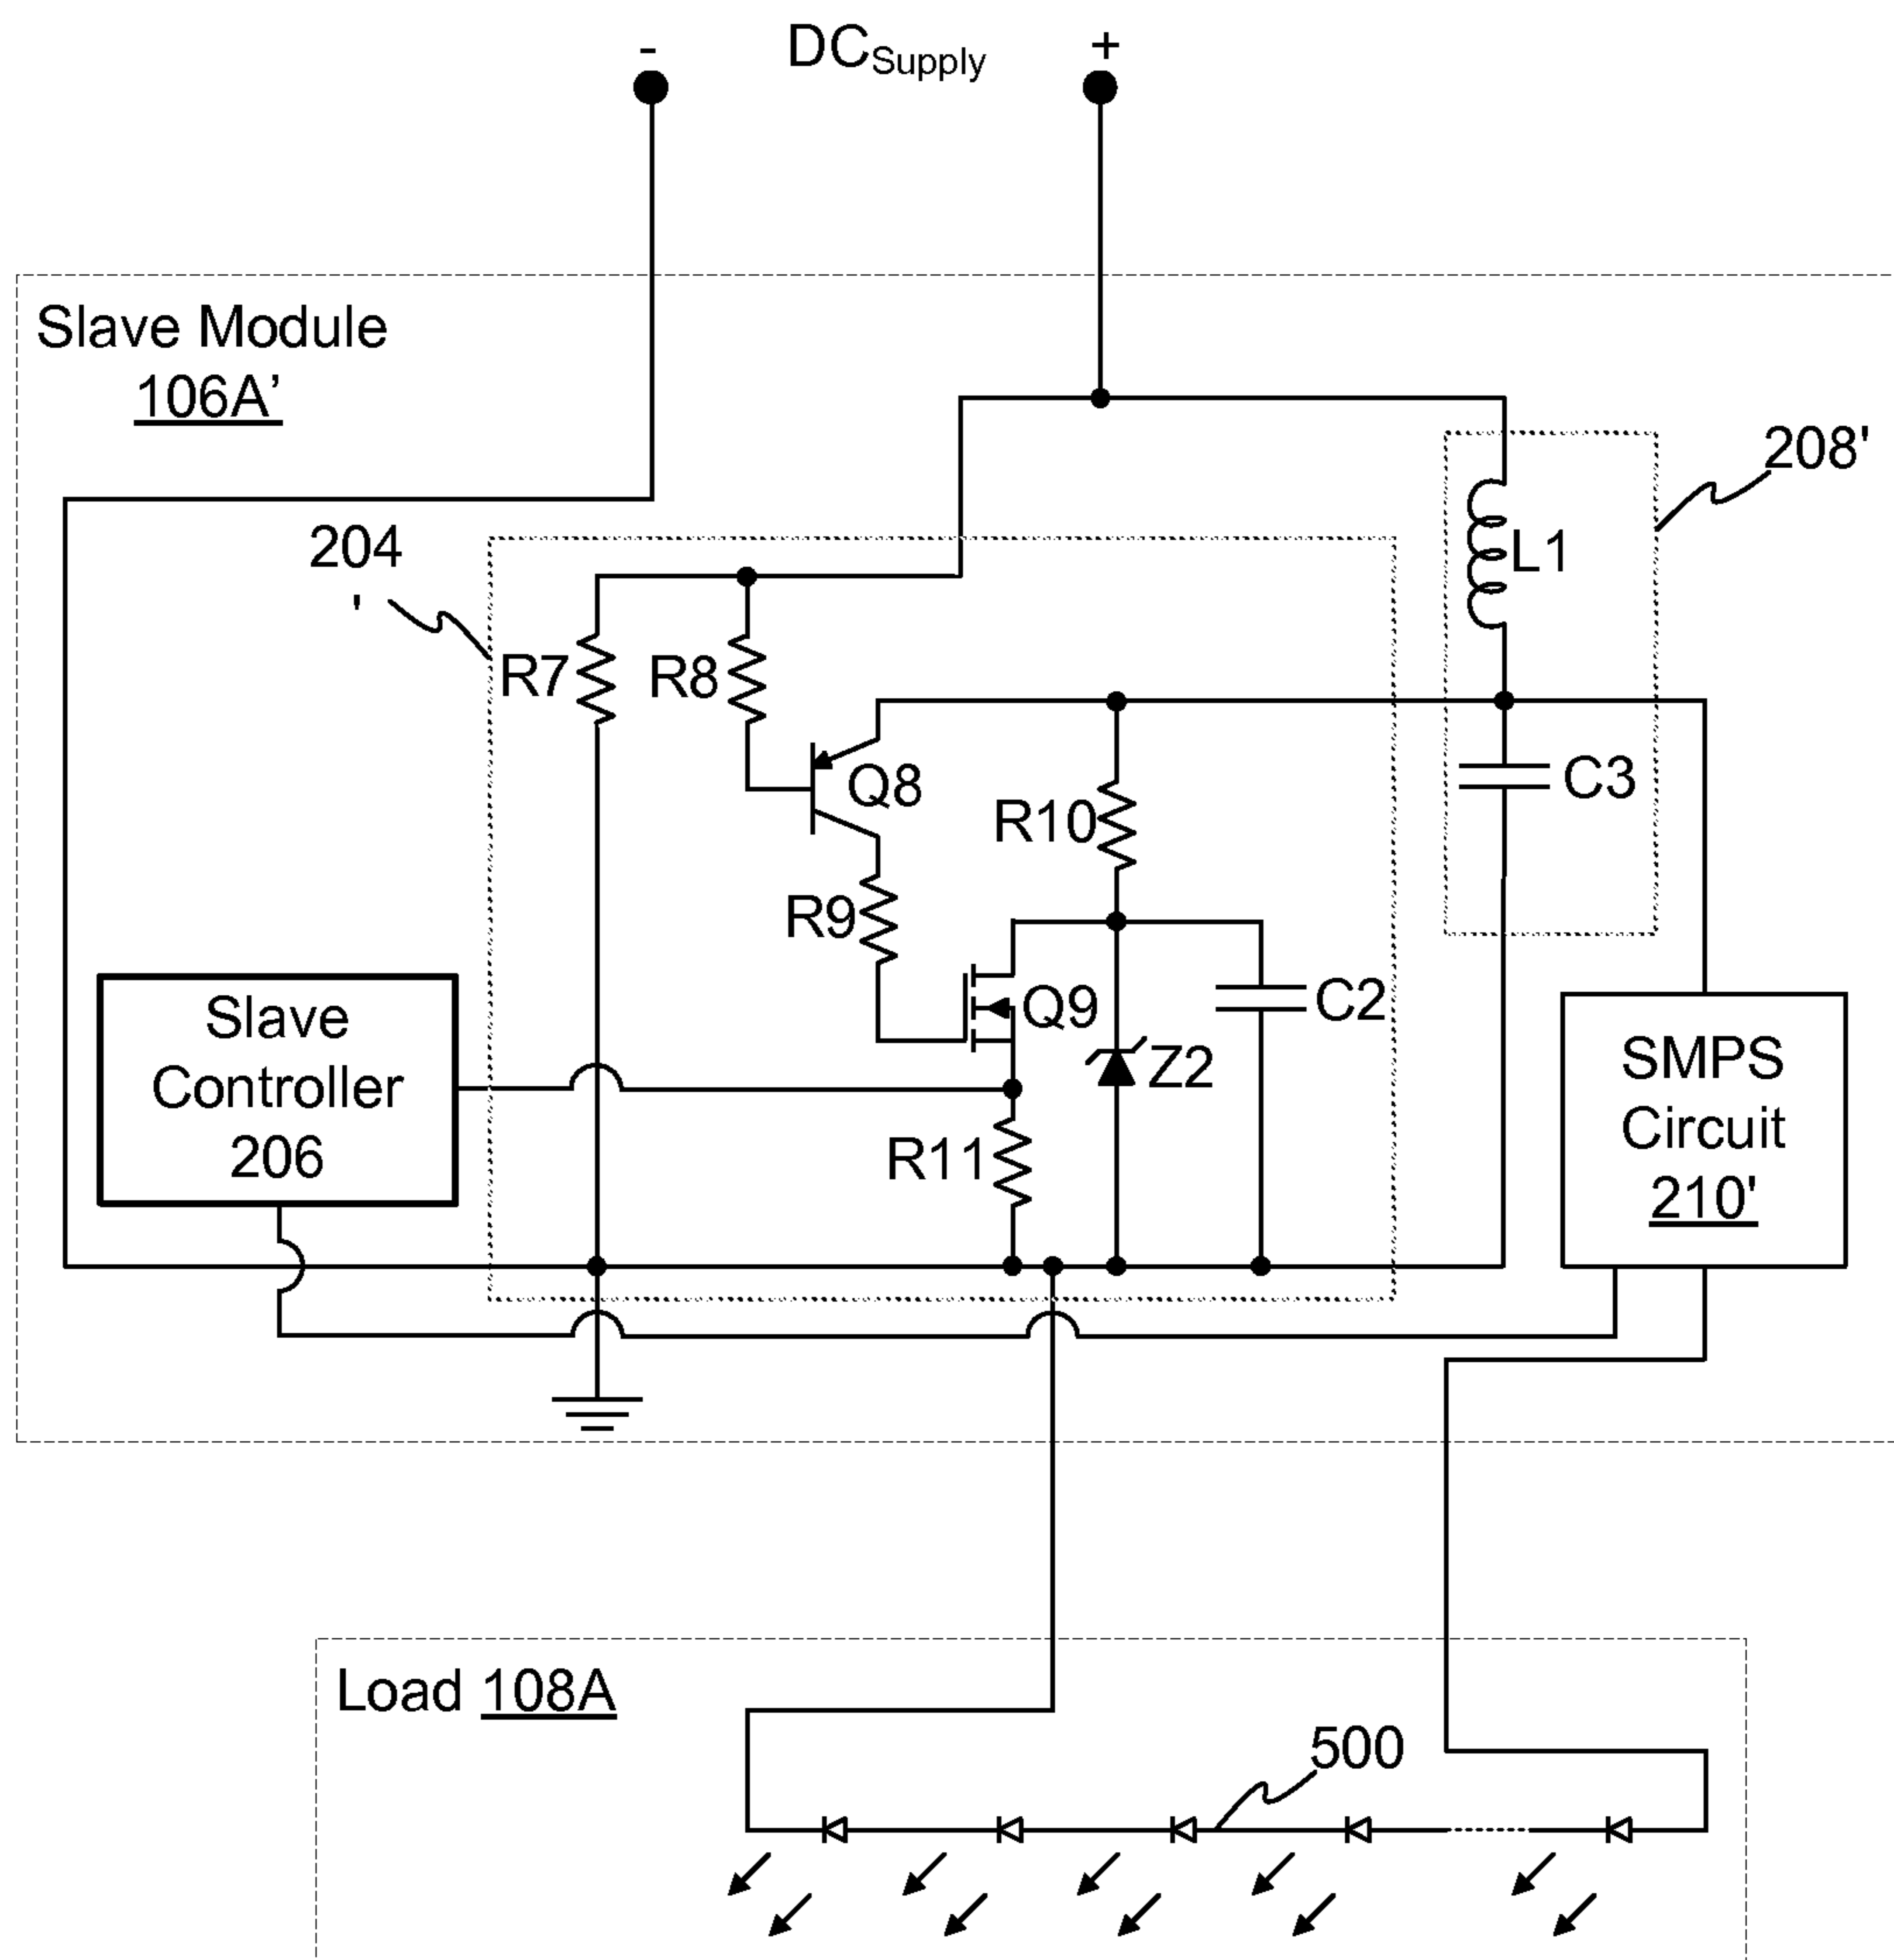 - DCSupply +
Slave Module
106A’
208'
204
'
L1
R7
R8
Q8
C3
R10
R9
Q9
C2
Slave
Controller
206
Z2
SMPS
Circuit
210'
R11
Load 108A
500